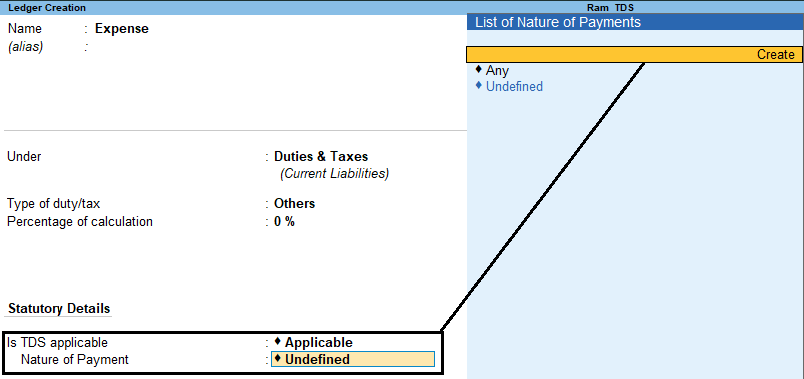 Ledger Creation
Ram TDS
Name : Expense
(alias) :
List of Nature of Payments
Create
♦ Any
♦ Undefined
Under : Duties & Taxes
(Current Liabilities)
Type of duty/tax : Others
Percentage of calculation : 0 %
Statutory Details
Is TDS applicable : ♦ Applicable
Nature of Payment : ♦ Undefined